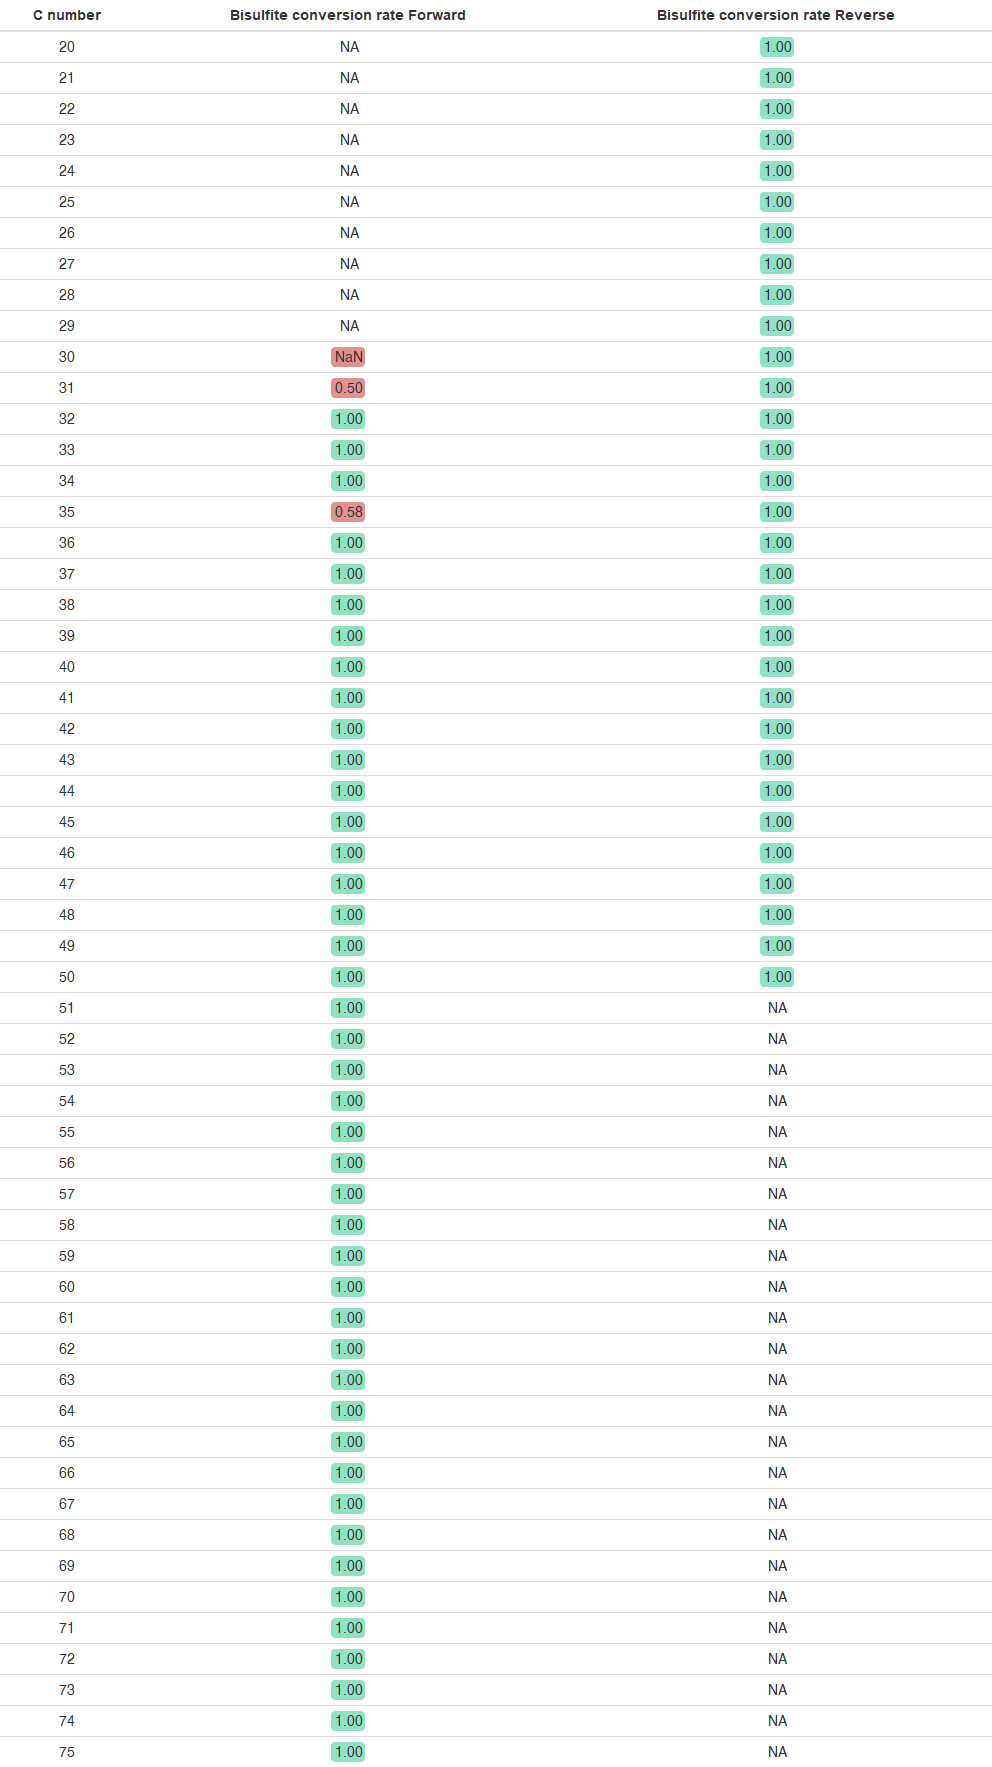 C number Bisulfite conversion rate Forward Bisulfite conversion rate Reverse
20 NA 1.00
21 NA 1.00
22 NA 1.00
23 NA 1.00
24 NA 1.00
25 NA 1.00
26 NA 1.00
27 NA 1.00
28 NA 1.00
29 NA 1.00
30 NaN 1.00
31 0.50 1.00
32 1.00 1.00
33 1.00 1.00
34 1.00 1.00
35 0.58 1.00
36 1.00 1.00
37 1.00 1.00
38 1.00 1.00
39 1.00 1.00
40 1.00 1.00
41 1.00 1.00
42 1.00 1.00
43 1.00 1.00
44 1.00 1.00
45 1.00 1.00
46 1.00 1.00
47 1.00 1.00
48 1.00 1.00
49 1.00 1.00
50 1.00 1.00
51 1.00 NA
52 1.00 NA
53 1.00 NA
54 1.00 NA
55 1.00 NA
56 1.00 NA
57 1.00 NA
58 1.00 NA
59 1.00 NA
60 1.00 NA
61 1.00 NA
62 1.00 NA
63 1.00 NA
64 1.00 NA
65 1.00 NA
66 1.00 NA
67 1.00 NA
68 1.00 NA
69 1.00 NA
70 1.00 NA
71 1.00 NA
72 1.00 NA
73 1.00 NA
74 1.00 NA
75 1.00 NA